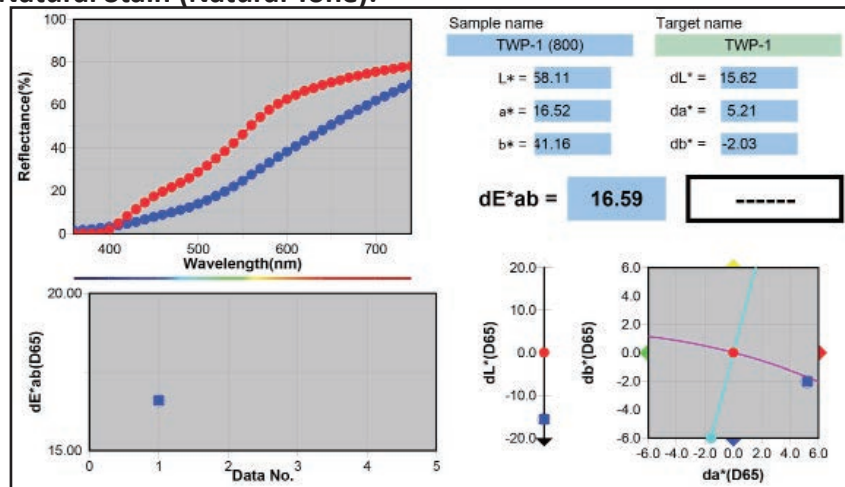 Natural Stain (Natural Tone).
100
80
60
40
20
0
Reflectance(%)
400 500 600 700
Wavelength(nm)
Sample name Target name
TWP-1 (800) TWP-1
L* = 58.11 dL* = 15.62
a* = 16.52 da* = 5.21
b* = 41.16 db* = -2.03
dE*ab = 16.59 ------
20.00
15.00
dE*ab(D65)
0 1 2 3 4 5
Data No.
20.0
10.0
0.0
-10.0
-20.0
dL*(D65)
6.0
4.0
2.0
0.0
-2.0
-4.0
-6.0
db*(D65)
-6.0 -4.0 -2.0 0.0 2.0 4.0 6.0
da*(D65)